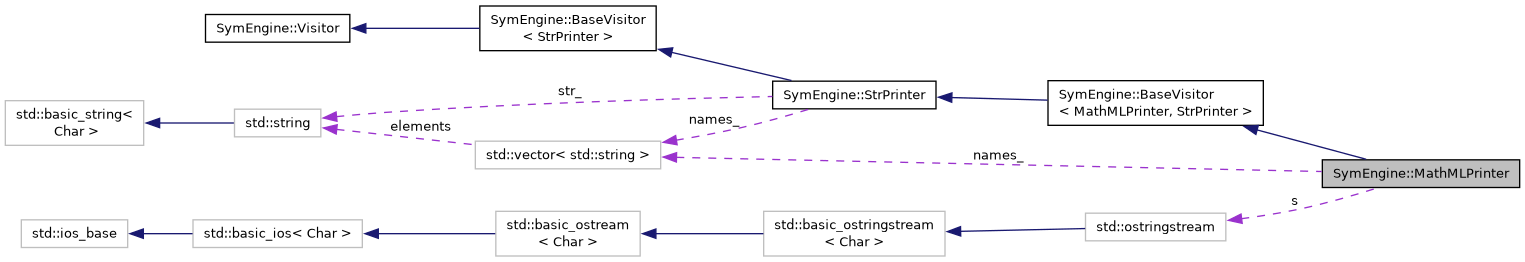 SymEngine::Visitor
SymEngine::BaseVisitor
< StrPrinter >
SymEngine::StrPrinter
SymEngine::BaseVisitor
< MathMLPrinter, StrPrinter >
str_
std::basic_string<
Char >
std::string
elements
names_
std::vector< std::string >
names_
SymEngine::MathMLPrinter
s
std::ios_base
std::basic_ios< Char >
std::basic_ostream
< Char >
std::basic_ostringstream
< Char >
std::ostringstream